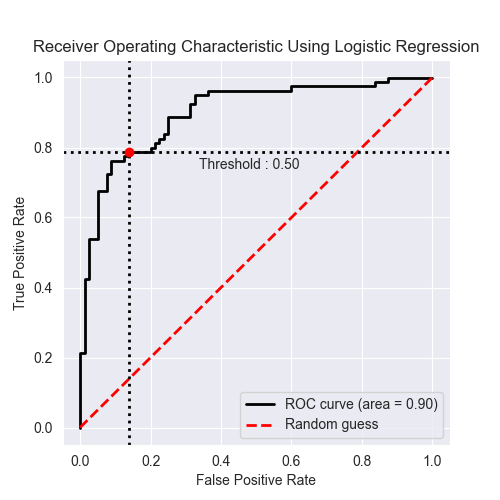 Receiver Operating Characteristic Using Logistic Regression
True Positive Rate
1.0
0.8
0.6
0.4
0.2
0.0
Threshold : 0.50
ROC curve (area = 0.90)
Random guess
0.0 0.2 0.4 0.6 0.8 1.0
False Positive Rate